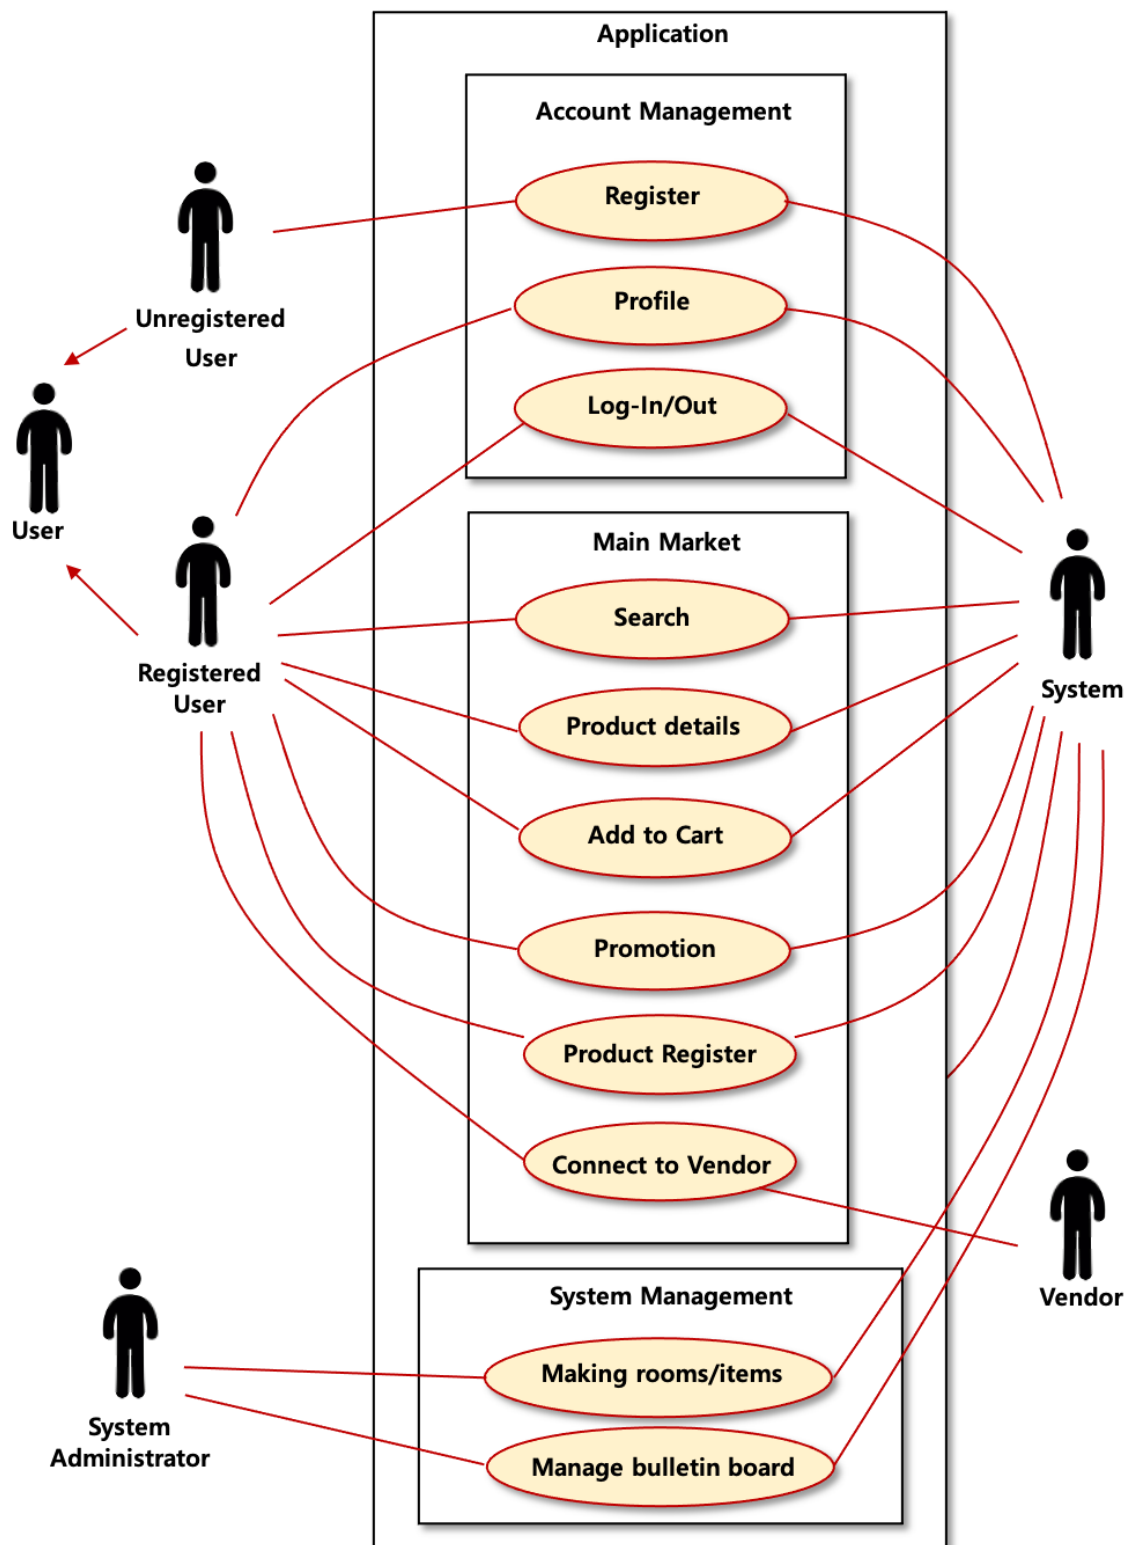 Application
Account Management
Register
Profile
Log-In/Out
Unregistered
User
User
Registered
User
Main Market
Search
Product details
Add to Cart
Promotion
Product Register
Connect to Vendor
System
Vendor
System Management
Making rooms/items
Manage bulletin board
System
Administrator